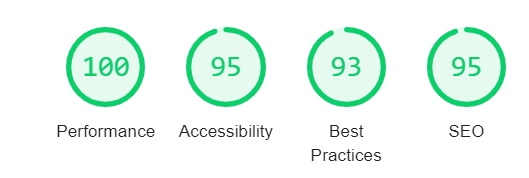 100
95
93
95
Performance
Accessibility
Best
Practices
SEO